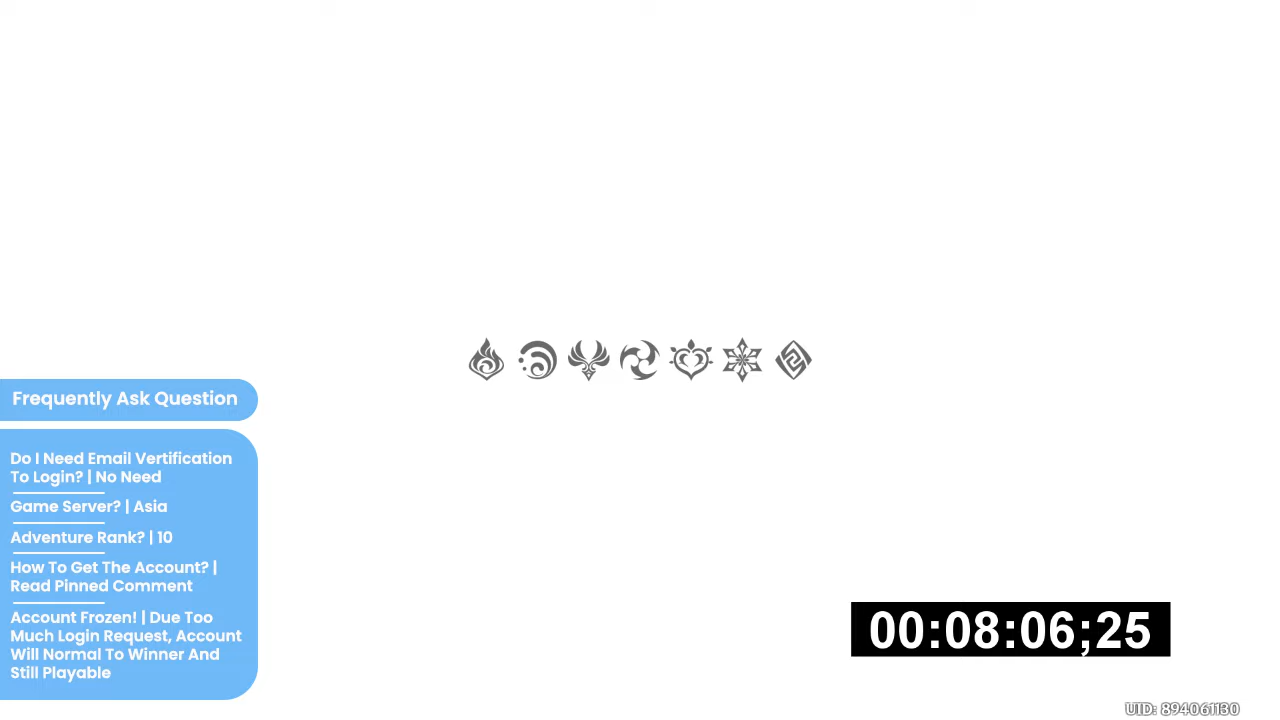 Frequently Ask Question
Do I Need Email Vertification
To Login? | No Need
Game Server? | Asia
Adventure Rank? | 10
How To Get The Account? |
Read Pinned Comment
Account Frozen! | Due Too
Much Login Request, Account
Will Normal To Winner And
Still Playable
00:08:06;25
UID: 894061130